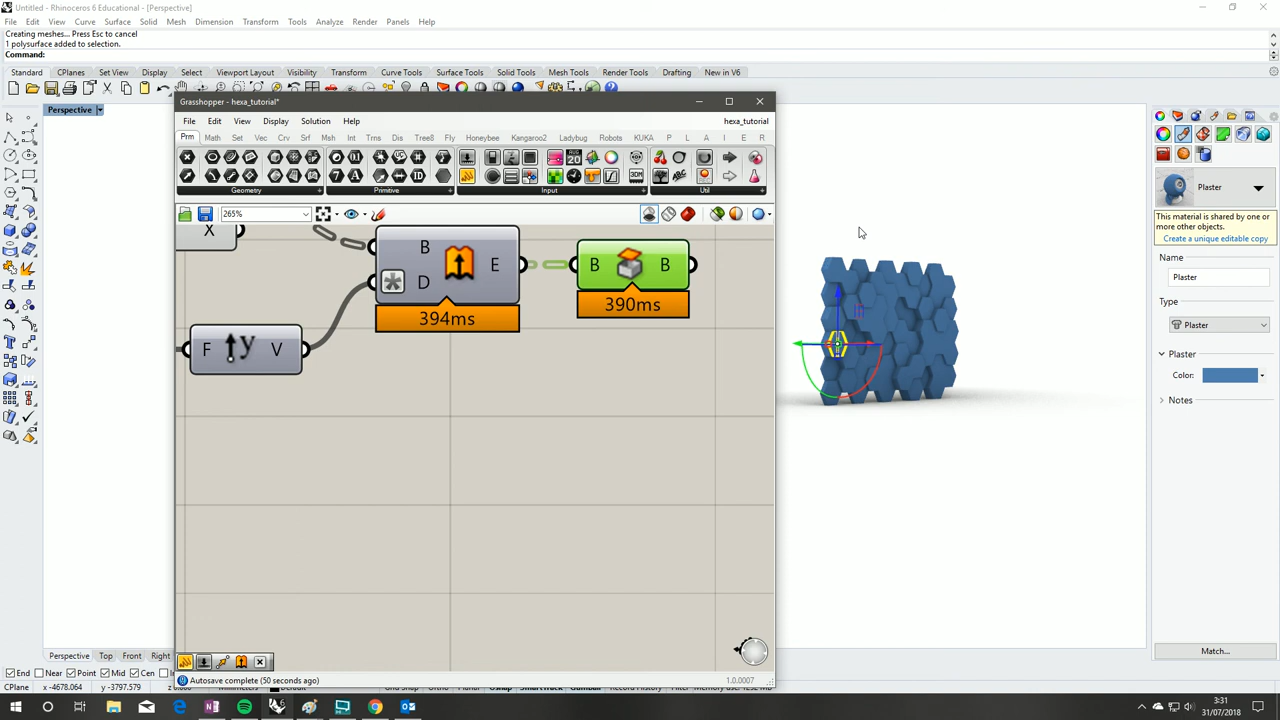 Untitled - Rhinoceros 6 Educational - [Perspective]
File Edit View Curve Surface Solid Mesh Dimension Transform Tools Analyze Render Panels Help
Creating meshes... Press Esc to cancel
1 polysurface added to selection.
Command:
Standard CPlanes Set View Display Select Viewport Layout Visibility Transform Curve Tools Surface Tools Solid Tools Mesh Tools Render Tools Drafting New in V6
Perspective
Grasshopper - hexa_tutorial*
File Edit View Display Solution Help hexa_tutorial
Prm Math Set Vec Crv Srf Msh Int Trns Dis Tree8 Fly Honeybee Kangaroo2 Ladybug Robots KUKA P L A I E R
Geometry Primitive Input Util
265%
X
B
D
E
394ms
B B
390ms
F y V
Plaster
This material is shared by one or
more other objects.
Create a unique editable copy
Name
Plaster
Type
Plaster
Plaster
Color:
Notes
Match...
Perspective Top Front Right
End Near Point Mid Cen
Autosave complete (50 seconds ago) 1.0.0007
CPlane x -4678.064 y -3797.579
3:31
31/07/2018